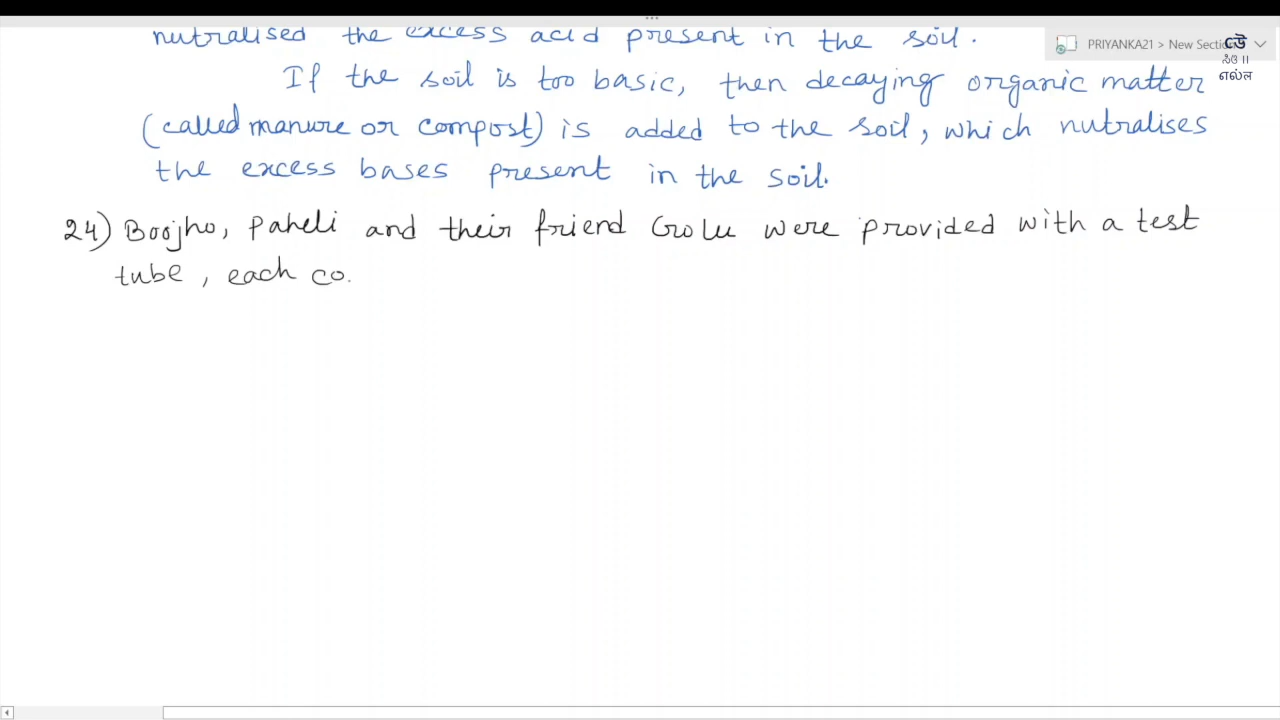 nutralised the excess acid present in the soil.
PRIYANKA21 > New Section
If the soil is too basic, then decaying organic matter
(called manure or compost) is added to the soil, which nutralises
the excess bases present in the soil.
24) Boojho, Paheli and their friend Golu were provided with a test
tube, each co.